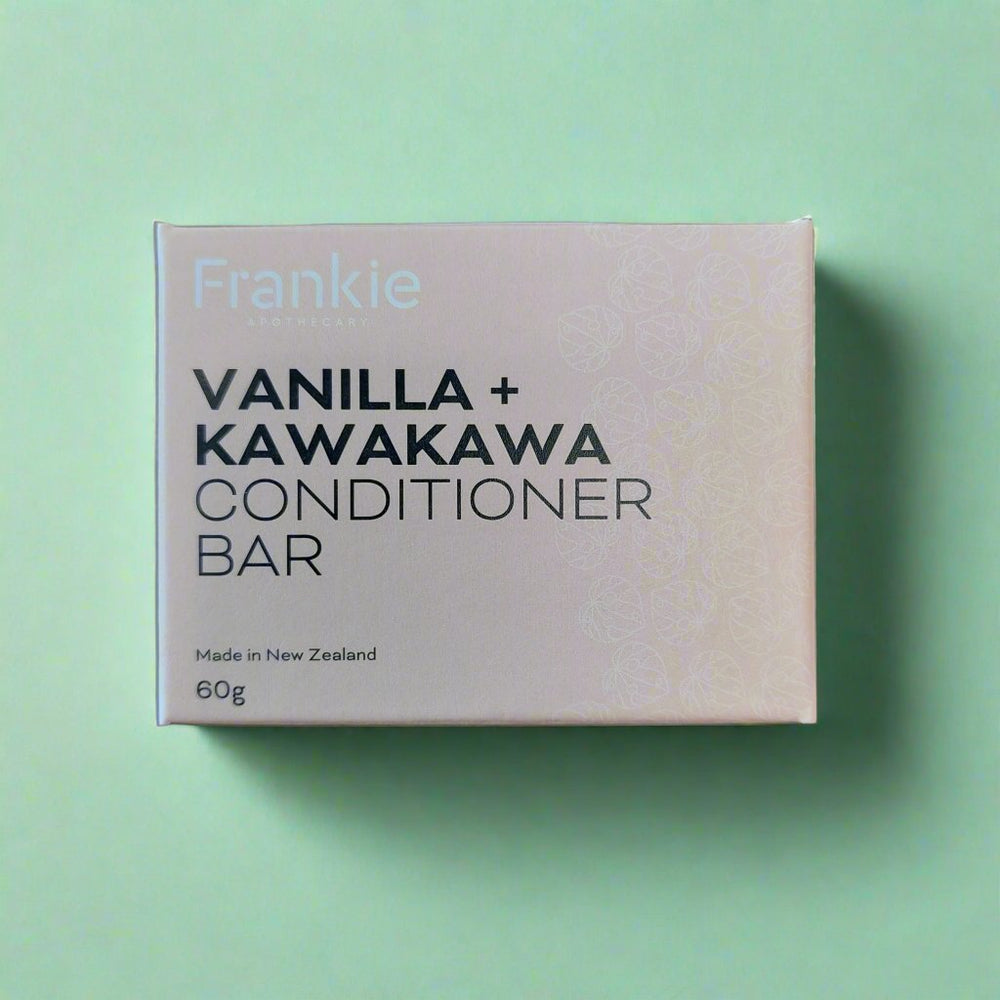 Frankie
APOTHECARY
VANILLA +
KAWAKAWA
CONDITIONER
BAR
Made in New Zealand
60g